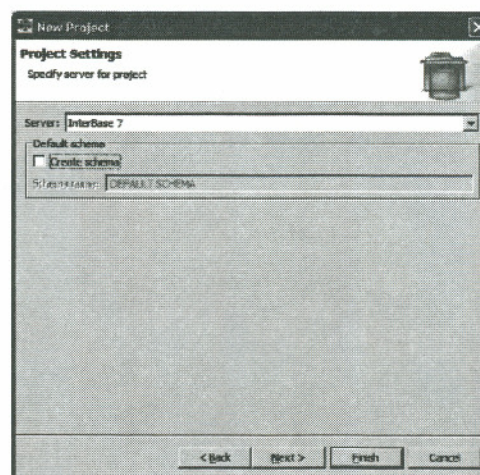 New Project
Project Settings
Specify server for project
Server: InterBase 7
Default schema
Create schema
Schema name: DEFAULT SCHEMA
< Back Next > Finish Cancel